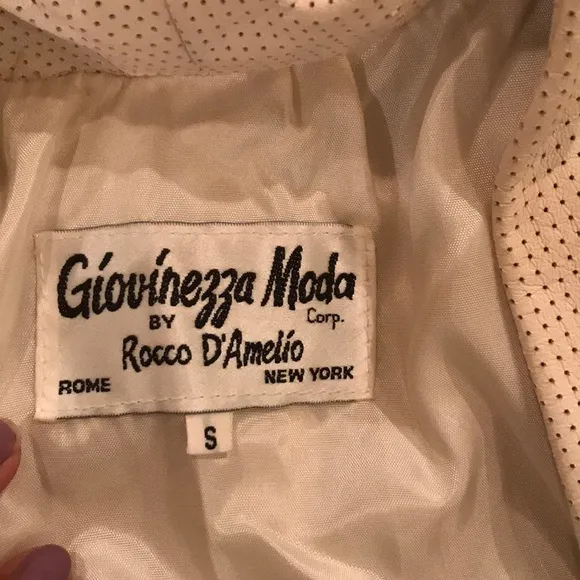 Giovinezza Moda
BY Corp.
Rocco D'Amelio
ROME NEW YORK
S